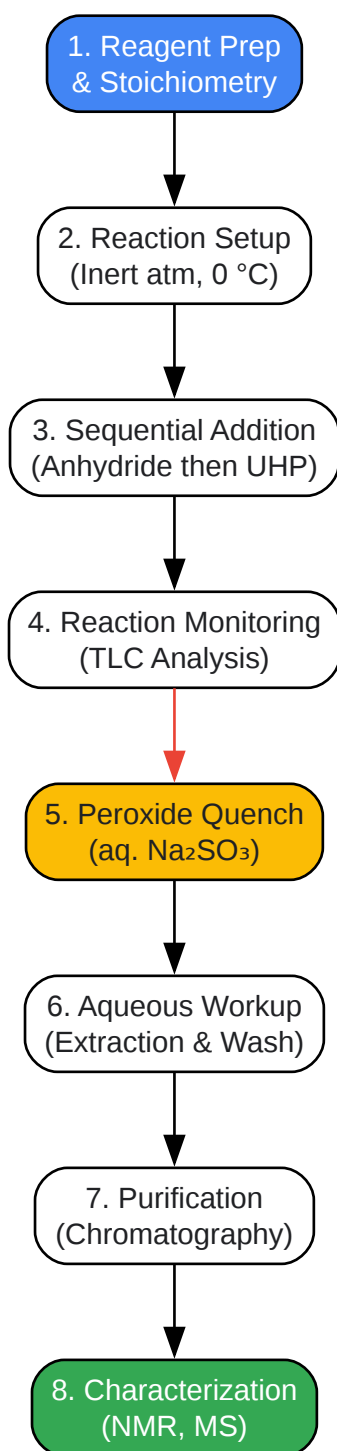 1. Reagent Prep
& Stoichiometry
2. Reaction Setup
(Inert atm, 0 °C)
3. Sequential Addition
(Anhydride then UHP)
4. Reaction Monitoring
(TLC Analysis)
5. Peroxide Quench
(aq. Na₂SO₃)
6. Aqueous Workup
(Extraction & Wash)
7. Purification
(Chromatography)
8. Characterization
(NMR, MS)